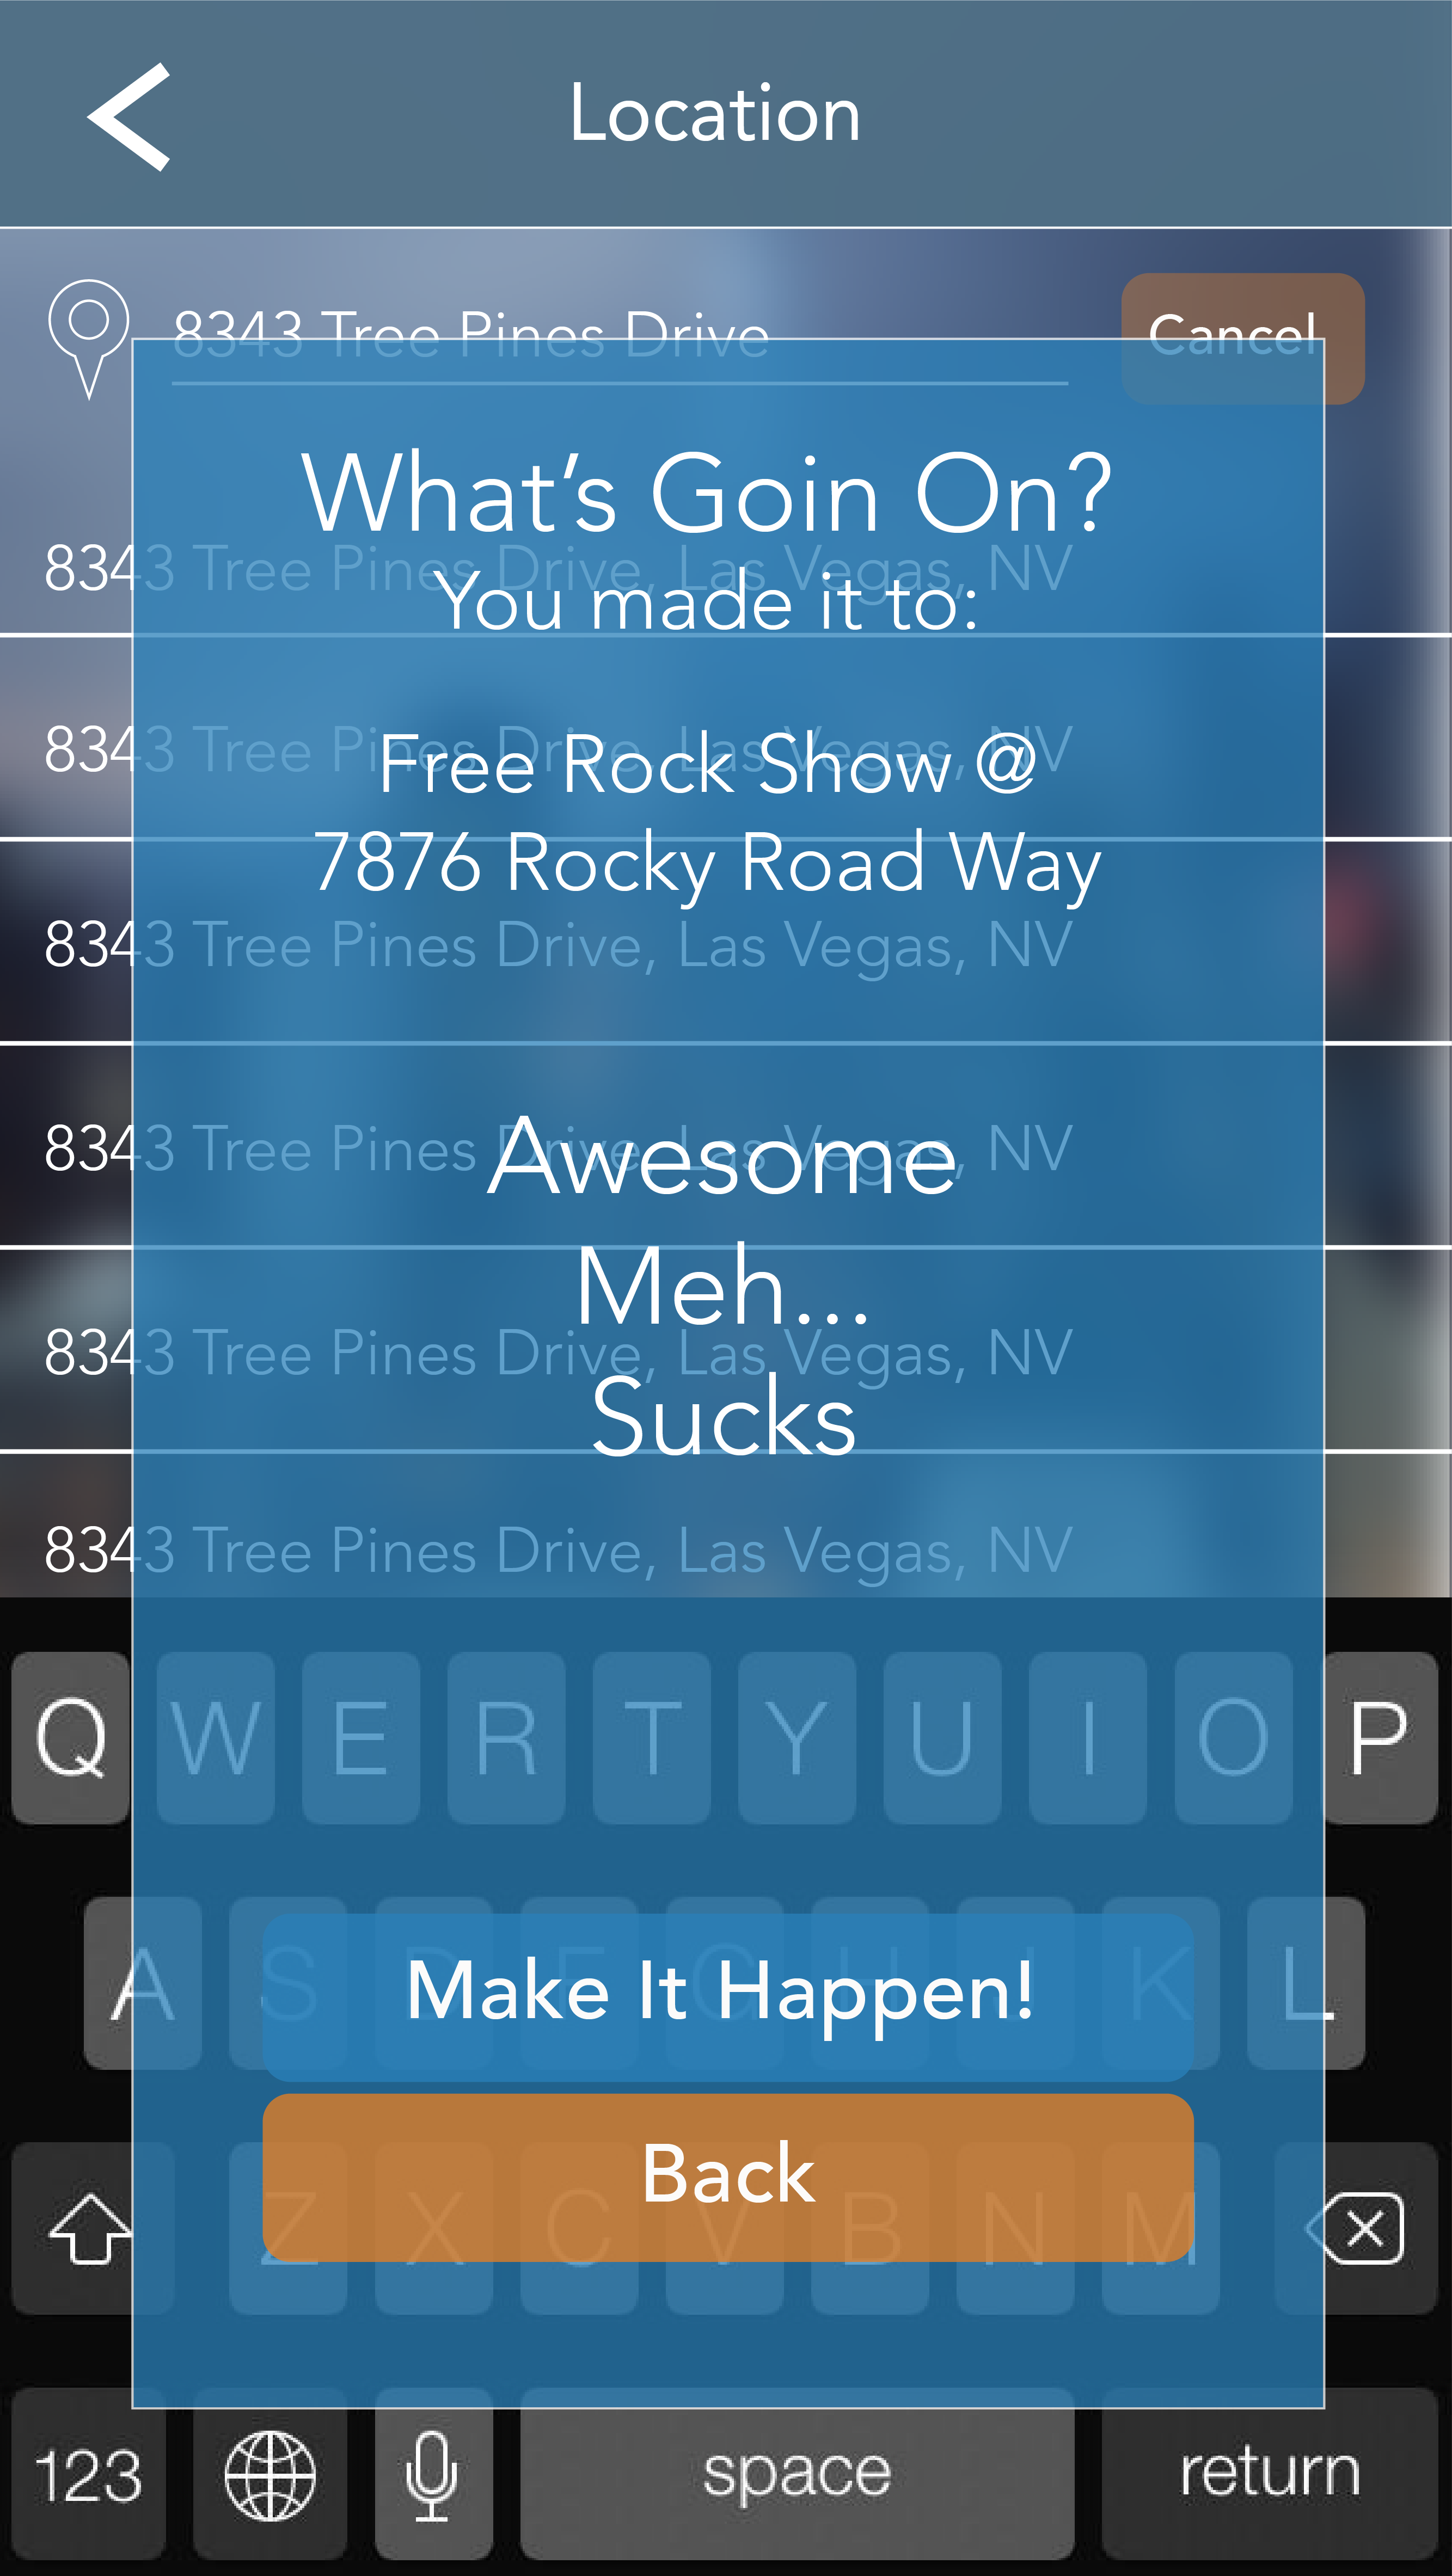 Location
8343 Tree Pines Drive
Cancel
What's Goin On?
8343 Tree Pines Drive, Las Vegas, NV
You made it to:
8343 Tree Pines Drive, Las Vegas, NV
Free Rock Show @
7876 Rocky Road Way
8343 Tree Pines Drive, Las Vegas, NV
8343 Tree Pines Drive, Las Vegas, NV
Awesome
Meh...
8343 Tree Pines Drive, Las Vegas, NV
Sucks
8343 Tree Pines Drive, Las Vegas, NV
Q W E R T Y U I O P
A S D F G H J K L
Make It Happen!
Back
Z X C V B N M
123 space return